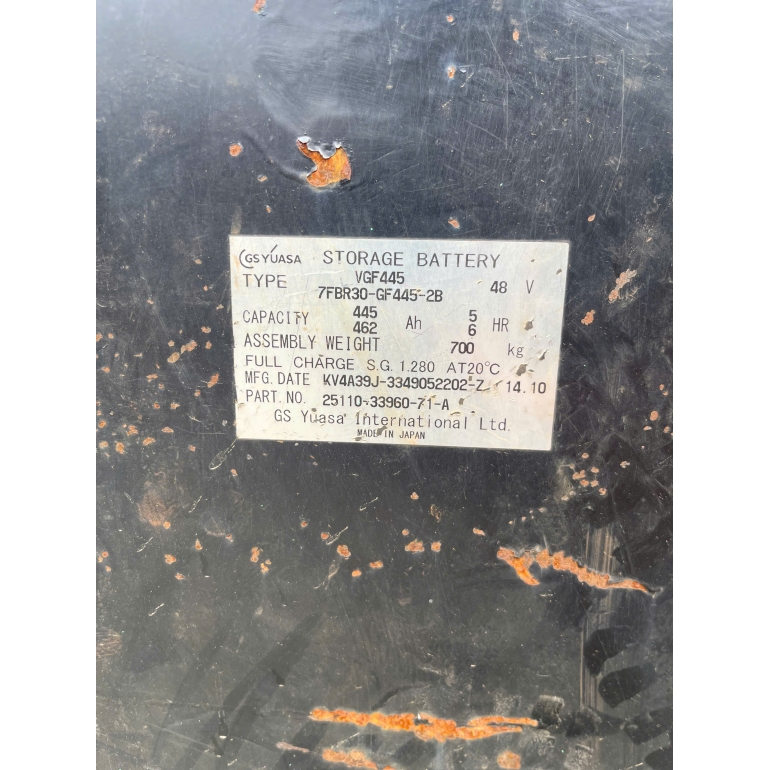 GS YUASA STORAGE BATTERY
TYPE VGF445 48 V
7FBR30-GF445-2B
CAPACITY 445 Ah 5 HR
462 6
ASSEMBLY WEIGHT 700 kg
FULL CHARGE S.G. 1.280 AT20°C
MFG.DATE KV4A39J-3349052202-Z 14.10
PART.NO. 25110-33960-71-A
GS Yuasa International Ltd.
MADE IN JAPAN